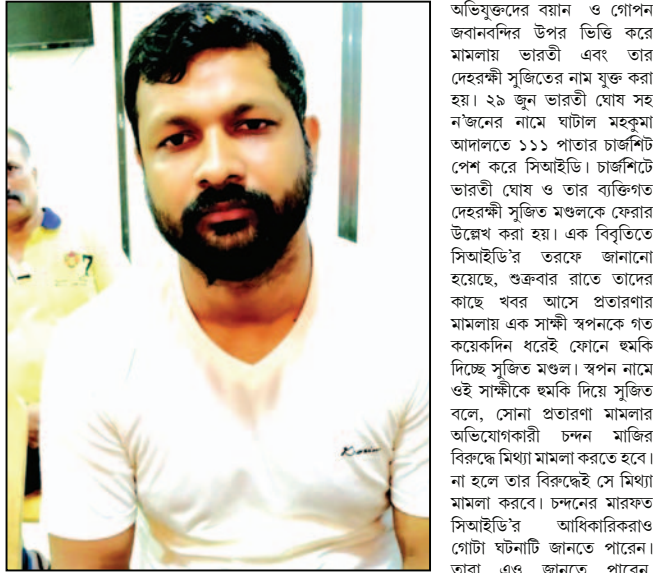 অভিযুক্তদের বয়ান ও গোপন
জবানবন্দির উপর ভিত্তি করে
মামলায় ভারতী এবং তার
দেহরক্ষী সুজিতের নাম যুক্ত করা
হয়। ২৯ জুন ভারতী ঘোষ সহ
ন'জনের নামে ঘাটাল মহকুমা
আদালতে ১১১ পাতার চার্জশিট
পেশ করে সিআইডি। চার্জশিটে
ভারতী ঘোষ ও তার ব্যক্তিগত
দেহরক্ষী সুজিত মণ্ডলকে ফেরার
উল্লেখ করা হয়। এক বিবৃতিতে
সিআইডি'র তরফে জানানো
হয়েছে, শুক্রবার রাতে তাদের
কাছে খবর আসে প্রতারণার
মামলায় এক সাক্ষী স্বপনকে গত
কয়েকদিন ধরেই ফোনে হুমকি
দিচ্ছে সুজিত মণ্ডল। স্বপন নামে
ওই সাক্ষীকে হুমকি দিয়ে সুজিত
বলে, সোনা প্রতারণা মামলার
অভিযোগকারী চন্দন মাজির
বিরুদ্ধে মিথ্যা মামলা করতে হবে।
না হলে তার বিরুদ্ধেই সে মিথ্যা
মামলা করবে। চন্দনের মারফত
সিআইডি'র আধিকারিকরাও
গোটা ঘটনাটি জানতে পারেন।
তারা এও জানতে পারেন,
7